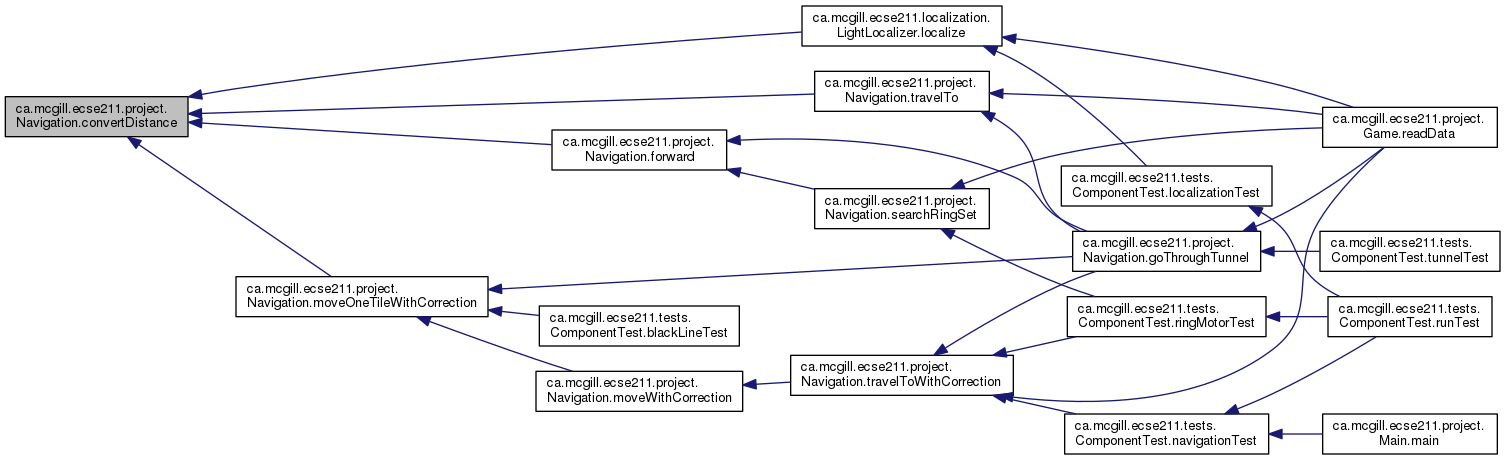 ca.mcgill.ecse211.project.
Navigation.convertDistance
ca.mcgill.ecse211.localization.
LightLocalizer.localize
ca.mcgill.ecse211.project.
Navigation.travelTo
ca.mcgill.ecse211.project.
Navigation.forward
ca.mcgill.ecse211.project.
Navigation.moveOneTileWithCorrection
ca.mcgill.ecse211.project.
Game.readData
ca.mcgill.ecse211.tests.
ComponentTest.localizationTest
ca.mcgill.ecse211.project.
Navigation.searchRingSet
ca.mcgill.ecse211.project.
Navigation.goThroughTunnel
ca.mcgill.ecse211.tests.
ComponentTest.tunnelTest
ca.mcgill.ecse211.tests.
ComponentTest.blackLineTest
ca.mcgill.ecse211.tests.
ComponentTest.ringMotorTest
ca.mcgill.ecse211.tests.
ComponentTest.runTest
ca.mcgill.ecse211.project.
Navigation.moveWithCorrection
ca.mcgill.ecse211.project.
Navigation.travelToWithCorrection
ca.mcgill.ecse211.tests.
ComponentTest.navigationTest
ca.mcgill.ecse211.project.
Main.main